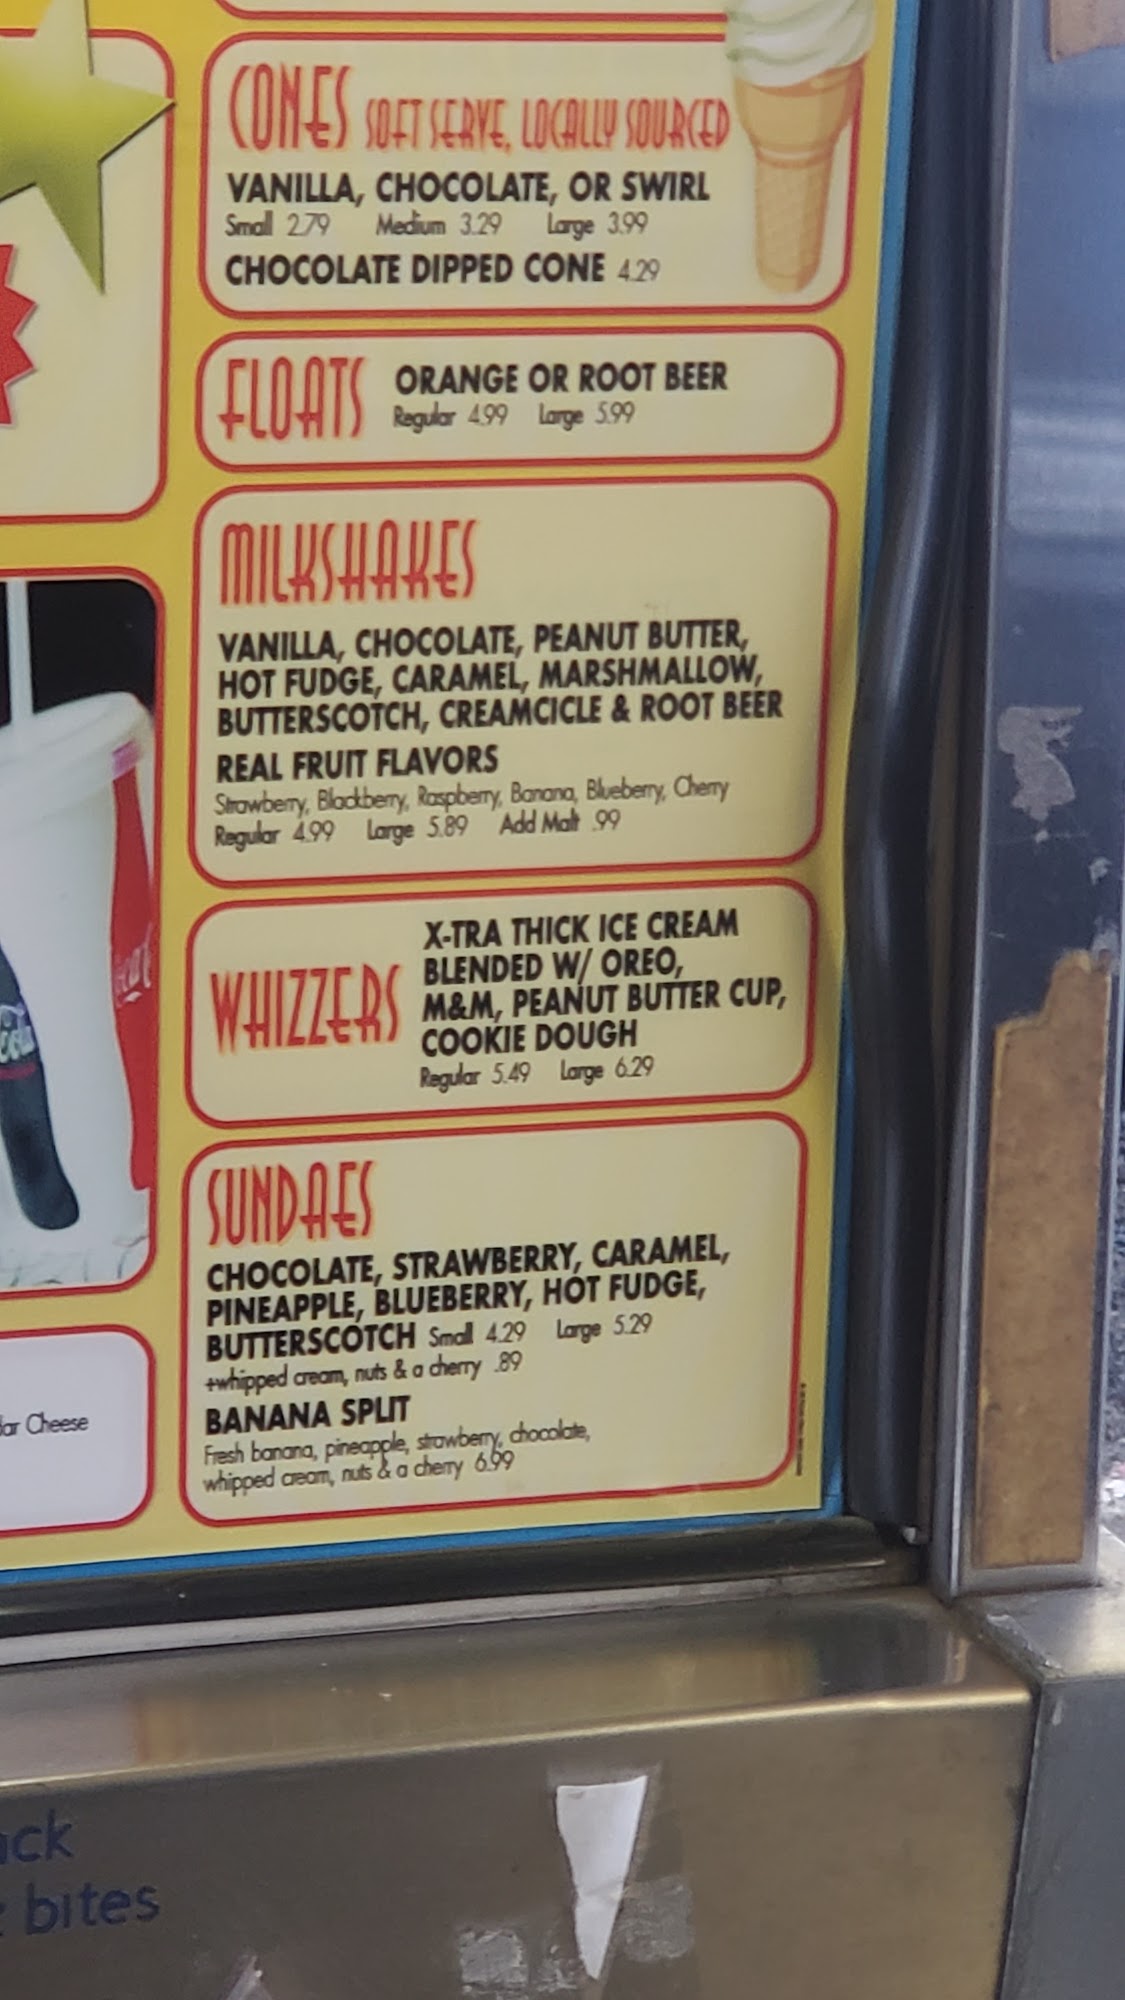 CONES SOFT SERVE, LOCALLY SOURCED
VANILLA, CHOCOLATE, OR SWIRL
Small 2.79 Medium 3.29 Large 3.99
CHOCOLATE DIPPED CONE 4.29
FLOATS
ORANGE OR ROOT BEER
Regular 4.99 Large 5.99
MILKSHAKES
VANILLA, CHOCOLATE, PEANUT BUTTER,
HOT FUDGE, CARAMEL, MARSHMALLOW,
BUTTERSCOTCH, CREAMCICLE & ROOT BEER
REAL FRUIT FLAVORS
Strawberry, Blackberry, Raspberry, Banana, Blueberry, Cherry
Regular 4.99 Large 5.89 Add Malt .99
WHIZZERS
X-TRA THICK ICE CREAM
BLENDED W/ OREO,
M&M, PEANUT BUTTER CUP,
COOKIE DOUGH
Regular 5.49 Large 6.29
SUNDAES
CHOCOLATE, STRAWBERRY, CARAMEL,
PINEAPPLE, BLUEBERRY, HOT FUDGE,
BUTTERSCOTCH Small 4.29 Large 5.29
+whipped cream, nuts & a cherry .89
BANANA SPLIT
Fresh banana, pineapple, strawberry, chocolate,
whipped cream, nuts & a cherry 6.99
Cheese
bites